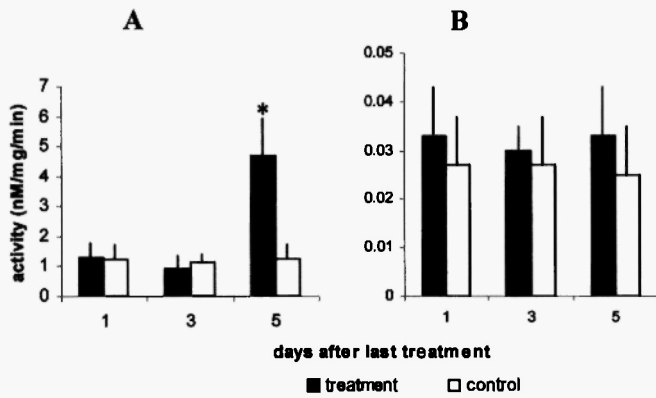 A
B
activity (nM/mg/min)
7
6
5
4
3
2
1
0
*
1 3 5
0.05
0.04
0.03
0.02
0.01
0
1 3 5
days after last treatment
treatment control